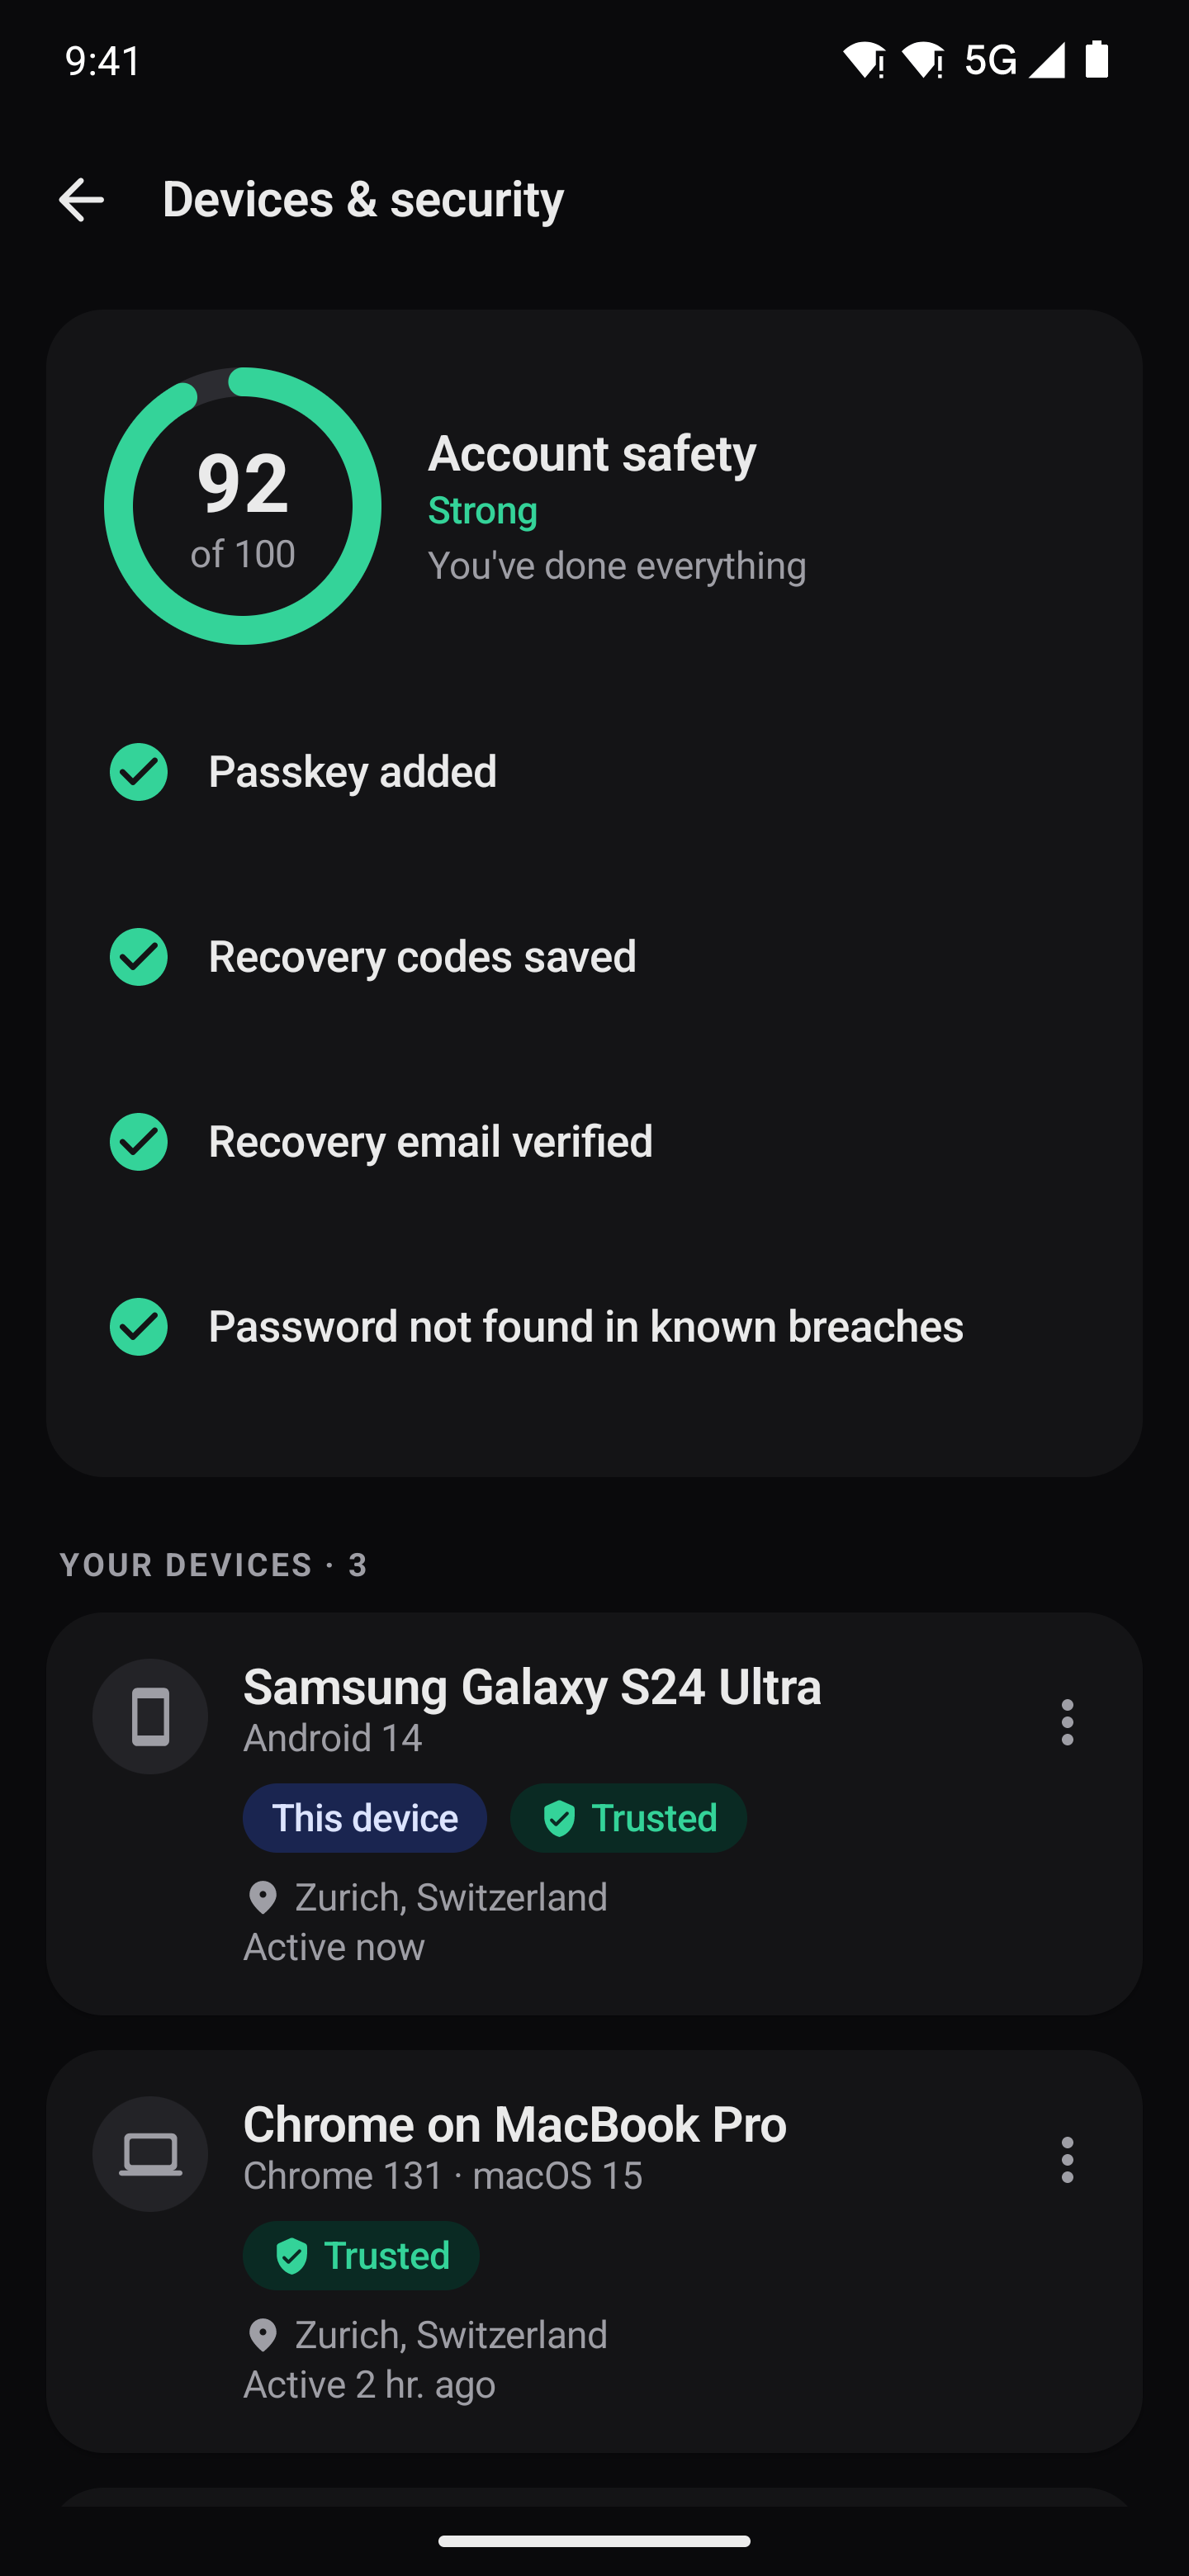 9:41
5G
Devices & security
92
of 100
Account safety
Strong
You've done everything
Passkey added
Recovery codes saved
Recovery email verified
Password not found in known breaches
YOUR DEVICES · 3
Samsung Galaxy S24 Ultra
Android 14
This device
Trusted
Zurich, Switzerland
Active now
Chrome on MacBook Pro
Chrome 131 · macOS 15
Trusted
Zurich, Switzerland
Active 2 hr. ago